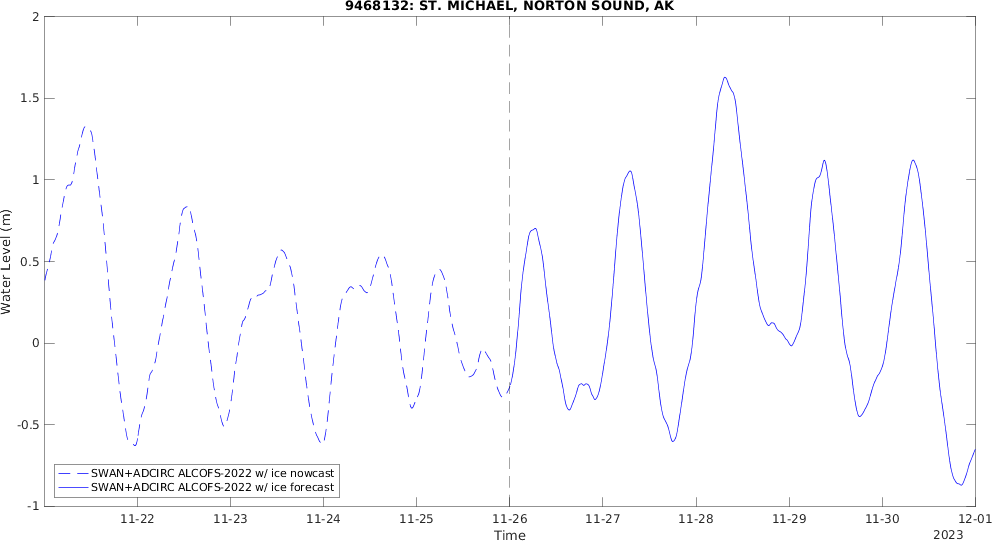 9468132: ST. MICHAEL, NORTON SOUND, AK
2
1.5
1
0.5
0
-0.5
-1
Water Level (m)
SWAN+ADCIRC ALCOFS-2022 w/ ice nowcast
SWAN+ADCIRC ALCOFS-2022 w/ ice forecast
11-22 11-23 11-24 11-25 11-26 11-27 11-28 11-29 11-30 12-01
Time
2023